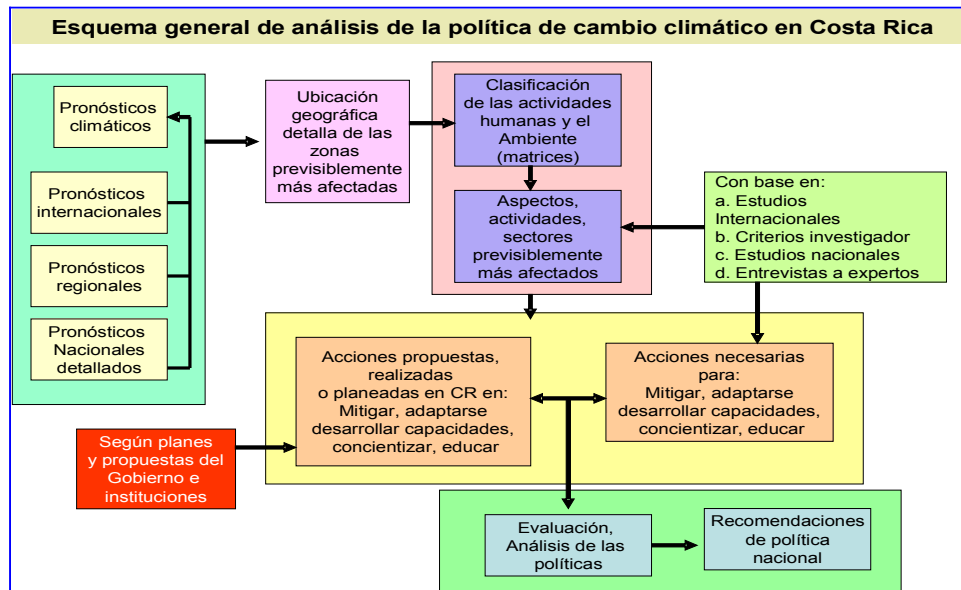 Esquema general de análisis de la política de cambio climático en Costa Rica
Pronósticos
climáticos
Pronósticos
internacionales
Pronósticos
regionales
Pronósticos
Nacionales
detallados
Ubicación
geográfica
detalla de las
zonas
previsiblemente
más afectadas
Clasificación
de las actividades
humanas y el
Ambiente
(matrices)
Aspectos,
actividades,
sectores
previsiblemente
más afectados
Con base en:
a. Estudios
Internacionales
b. Criterios investigador
c. Estudios nacionales
d. Entrevistas a expertos
Acciones propuestas,
realizadas
o planeadas en CR en:
Mitigar, adaptarse
desarrollar capacidades,
concientizar, educar
Acciones necesarias
para:
Mitigar, adaptarse
desarrollar capacidades,
concientizar, educar
Según planes
y propuestas del
Gobierno e
instituciones
Evaluación,
Análisis de las
políticas
Recomendaciones
de política
nacional